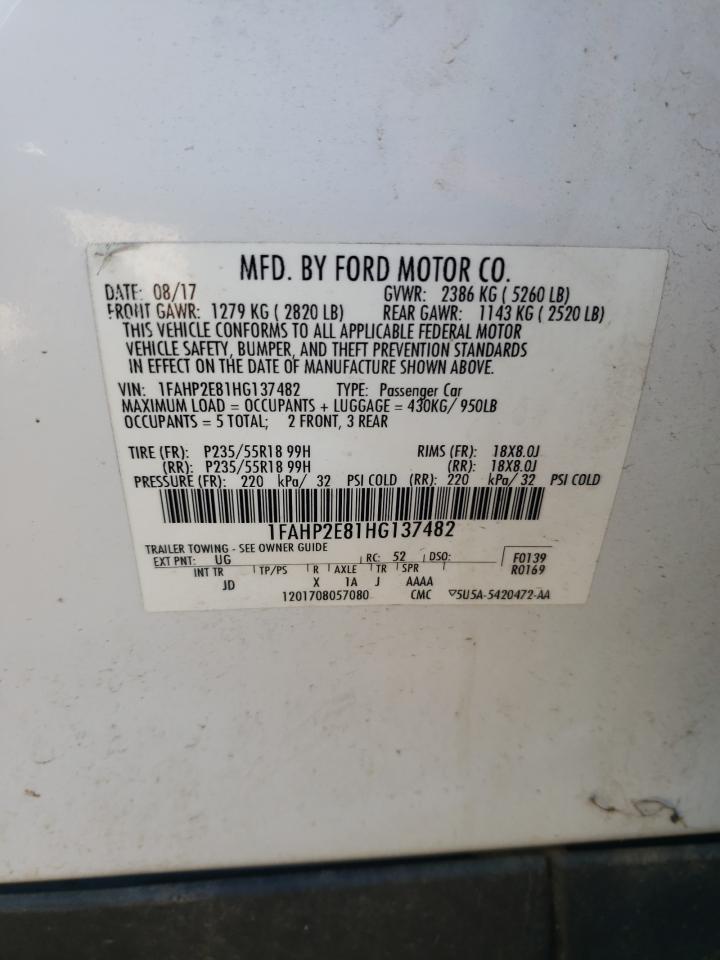 MFD. BY FORD MOTOR CO.
DATE: 08/17 GVWR: 2386 KG ( 5260 LB)
FRONT GAWR: 1279 KG ( 2820 LB) REAR GAWR: 1143 KG ( 2520 LB)
THIS VEHICLE CONFORMS TO ALL APPLICABLE FEDERAL MOTOR
VEHICLE SAFETY, BUMPER, AND THEFT PREVENTION STANDARDS
IN EFFECT ON THE DATE OF MANUFACTURE SHOWN ABOVE.
VIN: 1FAHP2E81HG137482 TYPE: Passenger Car
MAXIMUM LOAD = OCCUPANTS + LUGGAGE = 430KG/ 950LB
OCCUPANTS = 5 TOTAL; 2 FRONT, 3 REAR
TIRE (FR): P235/55R18 99H RIMS (FR): 18X8.0J
(RR): P235/55R18 99H (RR): 18X8.0J
PRESSURE (FR): 220 kPa/ 32 PSI COLD (RR): 220 kPa/ 32 PSI COLD
1FAHP2E81HG137482
TRAILER TOWING - SEE OWNER GUIDE
EXT PNT: UG RC: 52 DSO: F0139
INT TR TP/PS R AXLE TR SPR R0169
JD X 1A J AAAA
1201708057080 CMC ▽5U5A-5420472-AA